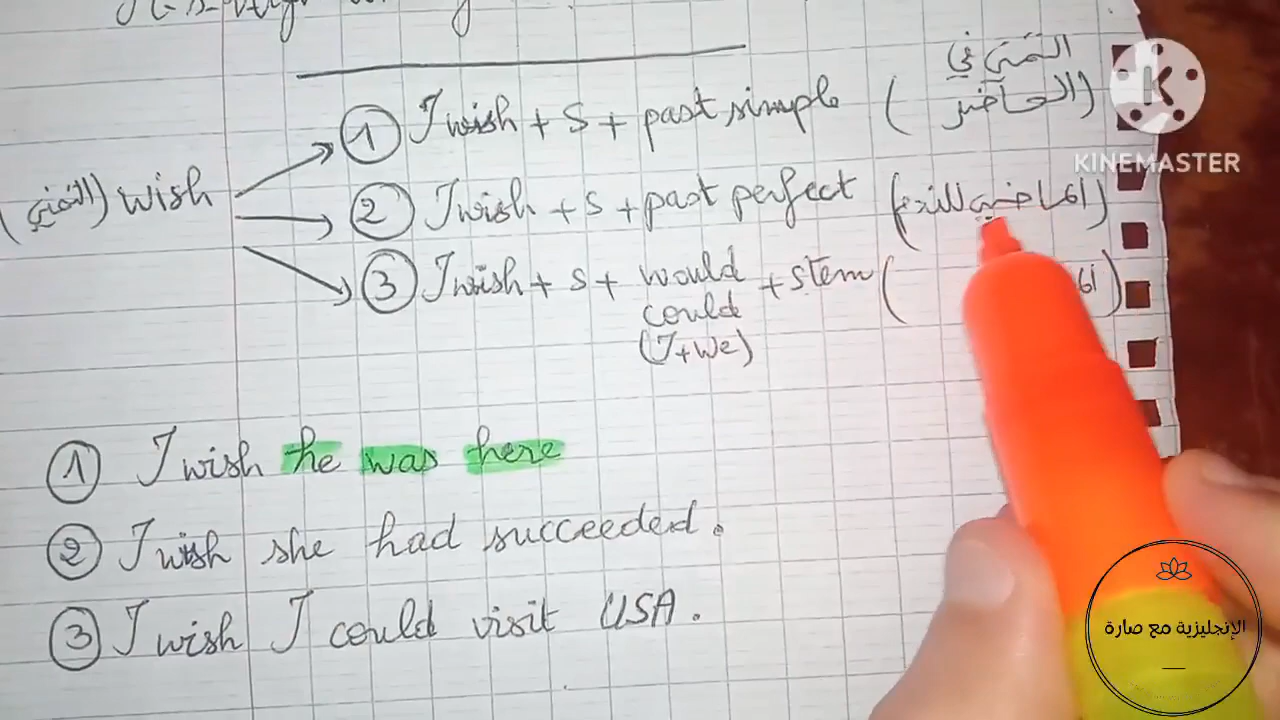 ① I wish + S + past simple (التمني في الحاضر)
KINEMASTER
(التمني) wish
② I wish + S + past perfect (الماضي للندم)
③ I wish + S + would + stem (
could
(I + we)
① I wish he was here
② I wish she had succeeded.
③ I wish I could visit USA.
الإنجليزية مع صارة